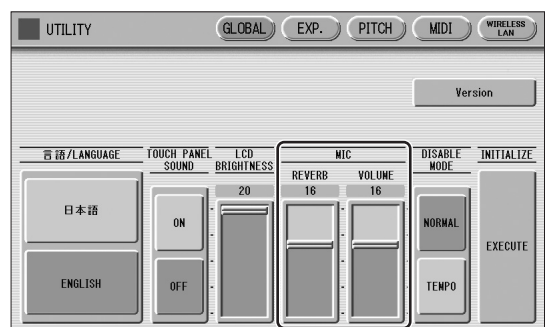 UTILITY
GLOBAL
EXP.
PITCH
MIDI
WIRELESS
LAN
Version
言語/LANGUAGE
日本語
ENGLISH
TOUCH PANEL
SOUND
ON
OFF
LCD
BRIGHTNESS
20
MIC
REVERB
16
VOLUME
16
DISABLE
MODE
NORMAL
TEMPO
INITIALIZE
EXECUTE